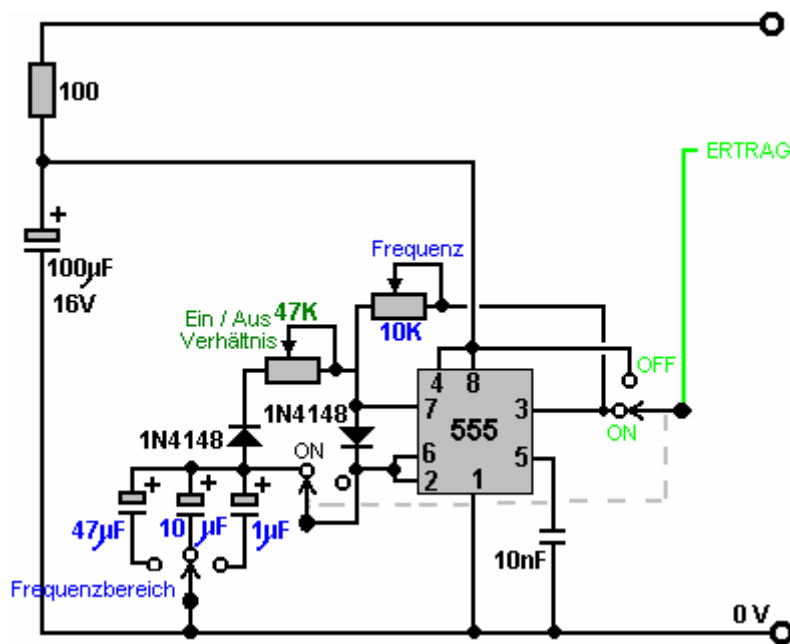 100
ERTRAG
+
100µF
16V
Frequenz
Ein / Aus 47K
Verhältnis
10K
OFF
4 8
1N4148
7
555
3
ON
1N4148
ON
6
2
5
1
+ + +
47µF
10 µF
1µF
10nF
Frequenzbereich
0 V